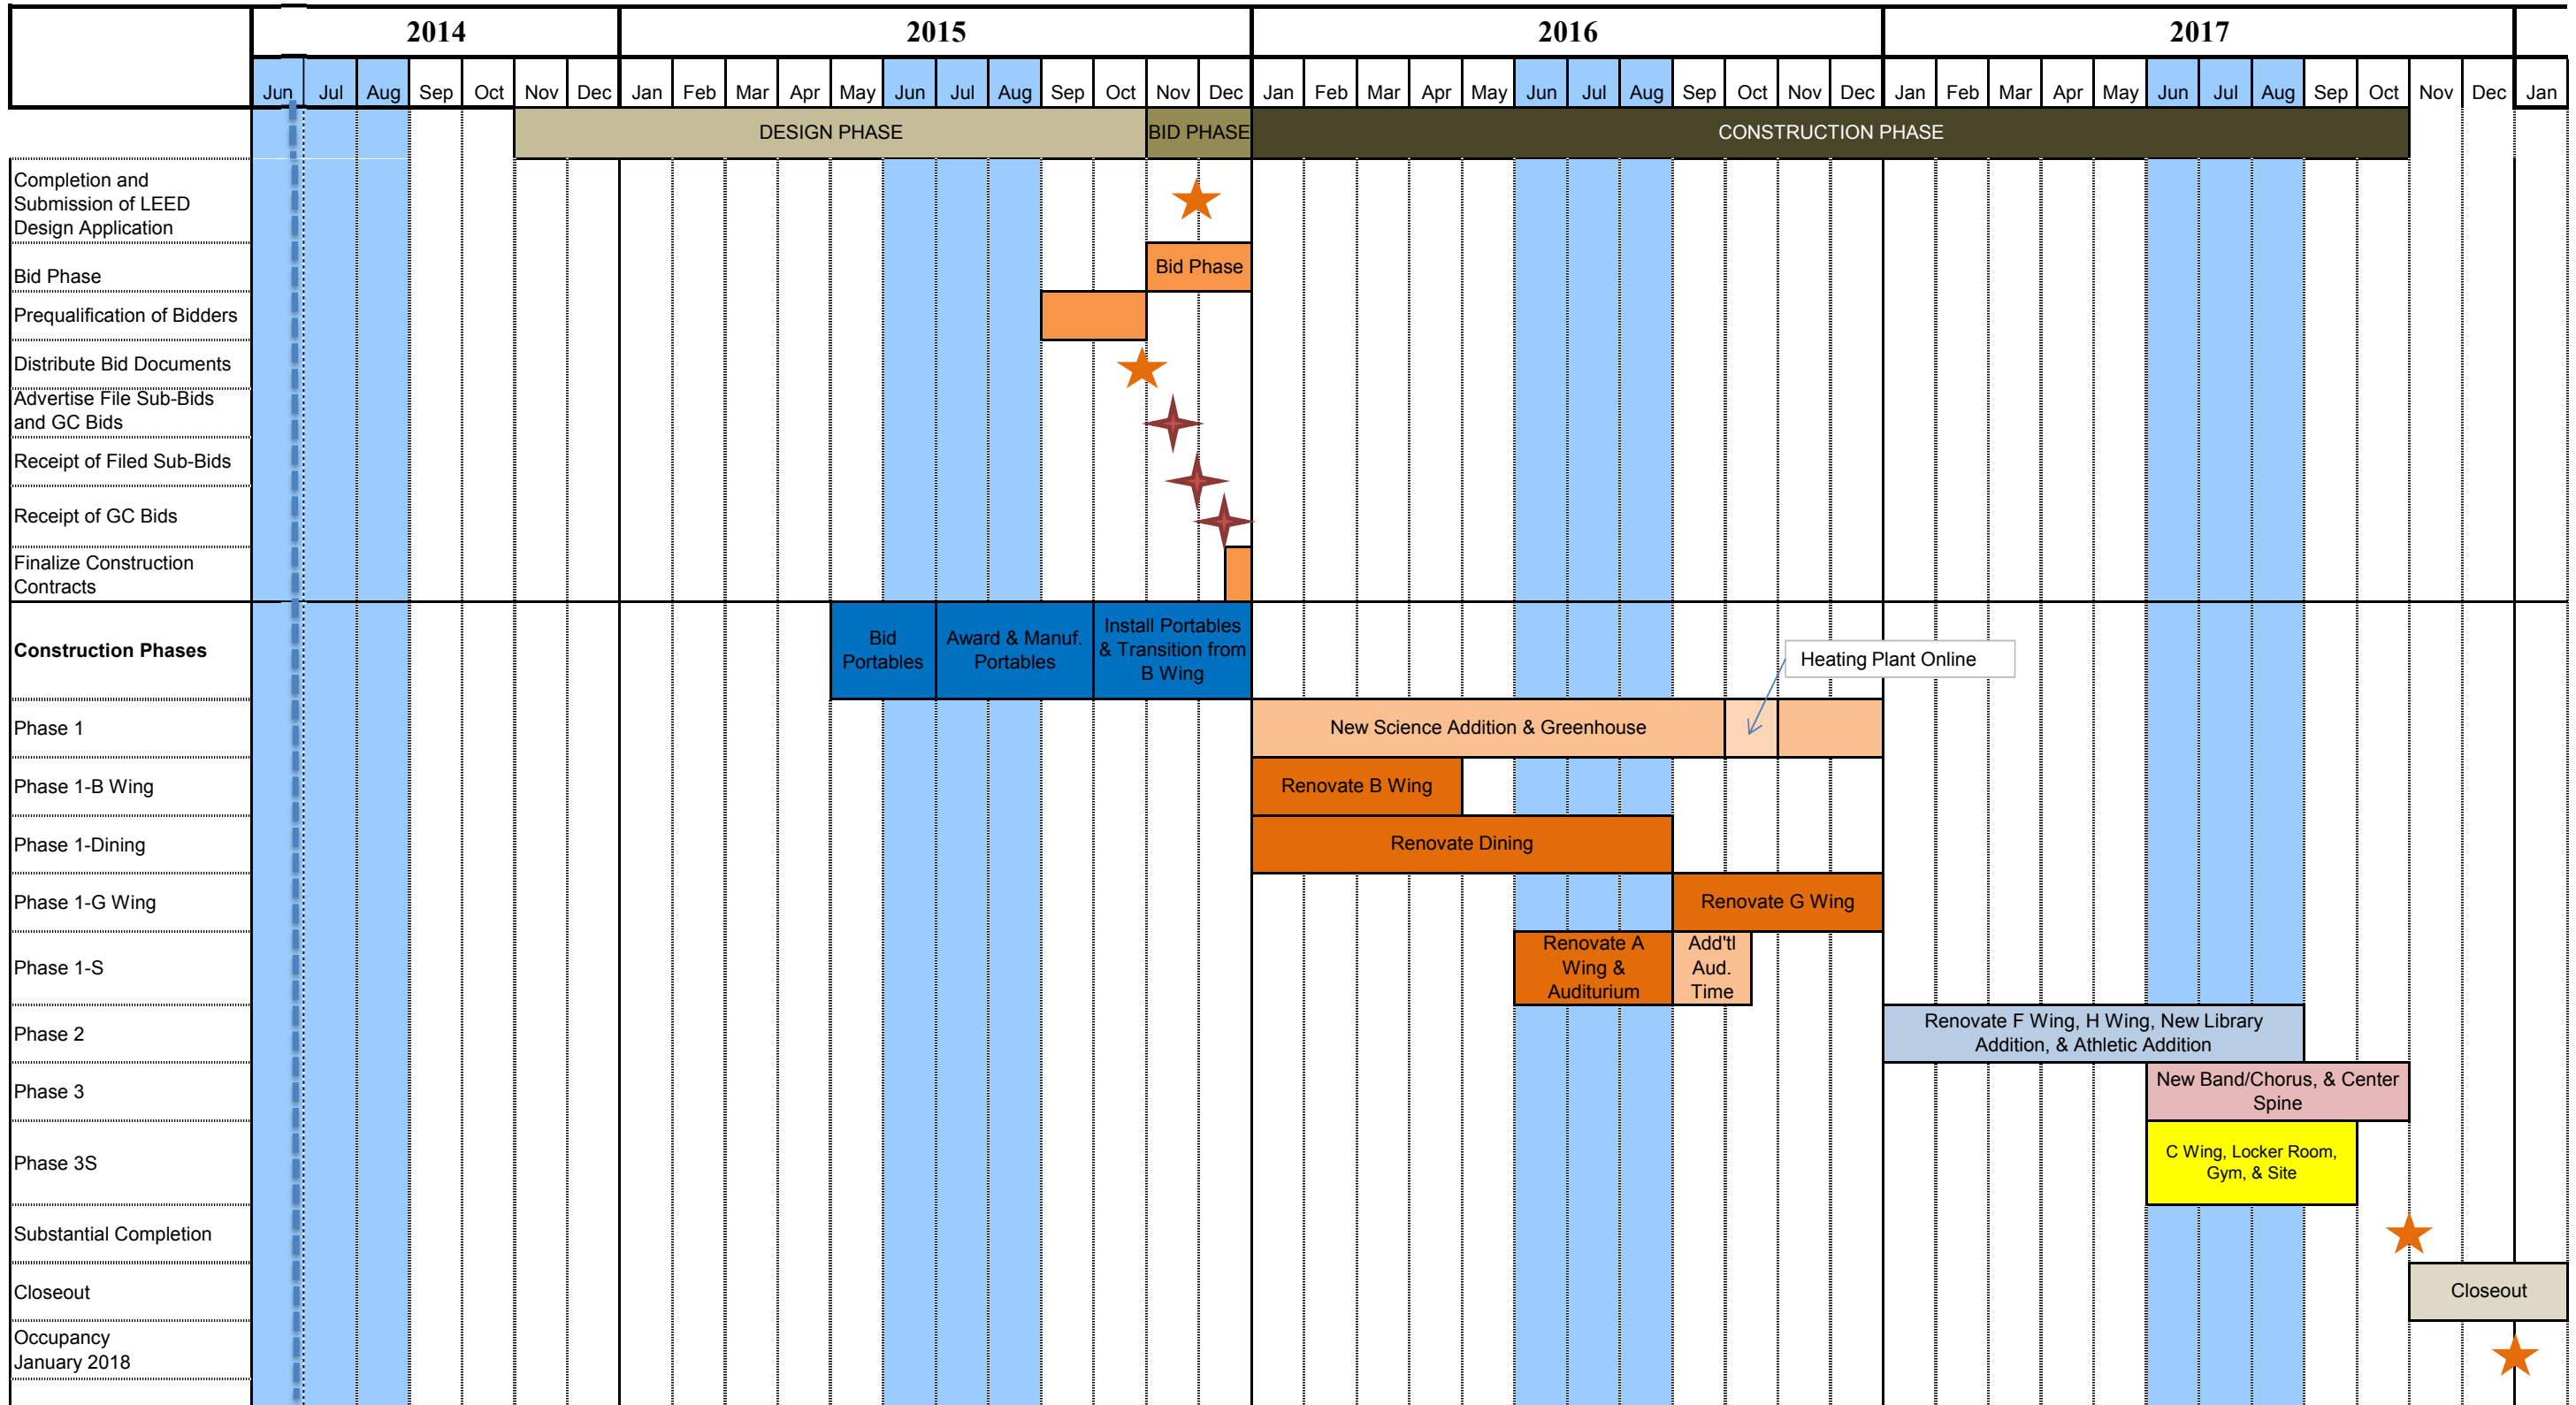 2014 2015 2016 2017
Jun Jul Aug Sep Oct Nov Dec Jan Feb Mar Apr May Jun Jul Aug Sep Oct Nov Dec Jan Feb Mar Apr May Jun Jul Aug Sep Oct Nov Dec Jan Feb Mar Apr May Jun Jul Aug Sep Oct Nov Dec Jan
DESIGN PHASE BID PHASE CONSTRUCTION PHASE
Completion and
Submission of LEED
Design Application
Bid Phase
Bid Phase
Prequalification of Bidders
Distribute Bid Documents
Advertise File Sub-Bids
and GC Bids
Receipt of Filed Sub-Bids
Receipt of GC Bids
Finalize Construction
Contracts
Construction Phases
Bid
Portables
Award & Manuf.
Portables
Install Portables
& Transition from
B Wing
Heating Plant Online
Phase 1
New Science Addition & Greenhouse
Phase 1-B Wing
Renovate B Wing
Phase 1-Dining
Renovate Dining
Phase 1-G Wing
Renovate G Wing
Phase 1-S
Renovate A
Wing &
Auditurium
Add'tl
Aud.
Time
Phase 2
Renovate F Wing, H Wing, New Library
Addition, & Athletic Addition
Phase 3
New Band/Chorus, & Center
Spine
Phase 3S
C Wing, Locker Room,
Gym, & Site
Substantial Completion
Closeout
Closeout
Occupancy
January 2018